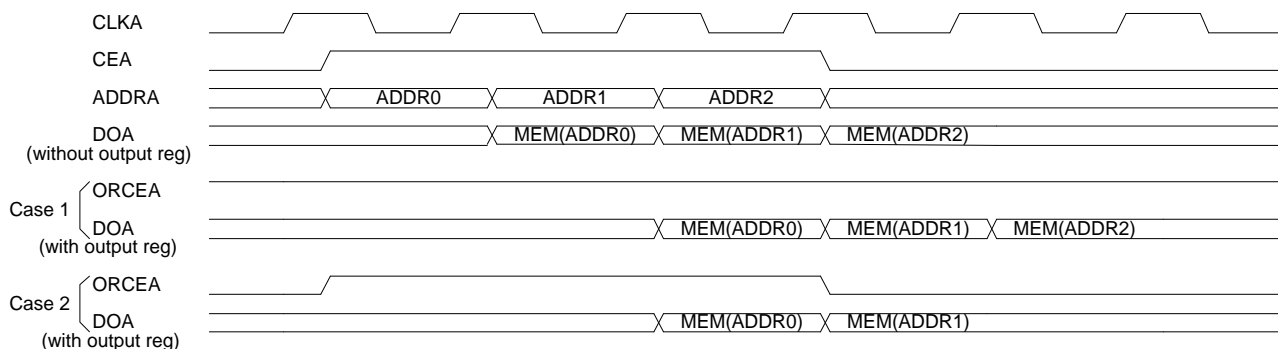 CLKA
CEA
ADDRA ADDR0 ADDR1 ADDR2
DOA MEM(ADDR0) MEM(ADDR1) MEM(ADDR2)
(without output reg)
ORCEA
Case 1
DOA MEM(ADDR0) MEM(ADDR1) MEM(ADDR2)
(with output reg)
ORCEA
Case 2
DOA MEM(ADDR0) MEM(ADDR1)
(with output reg)